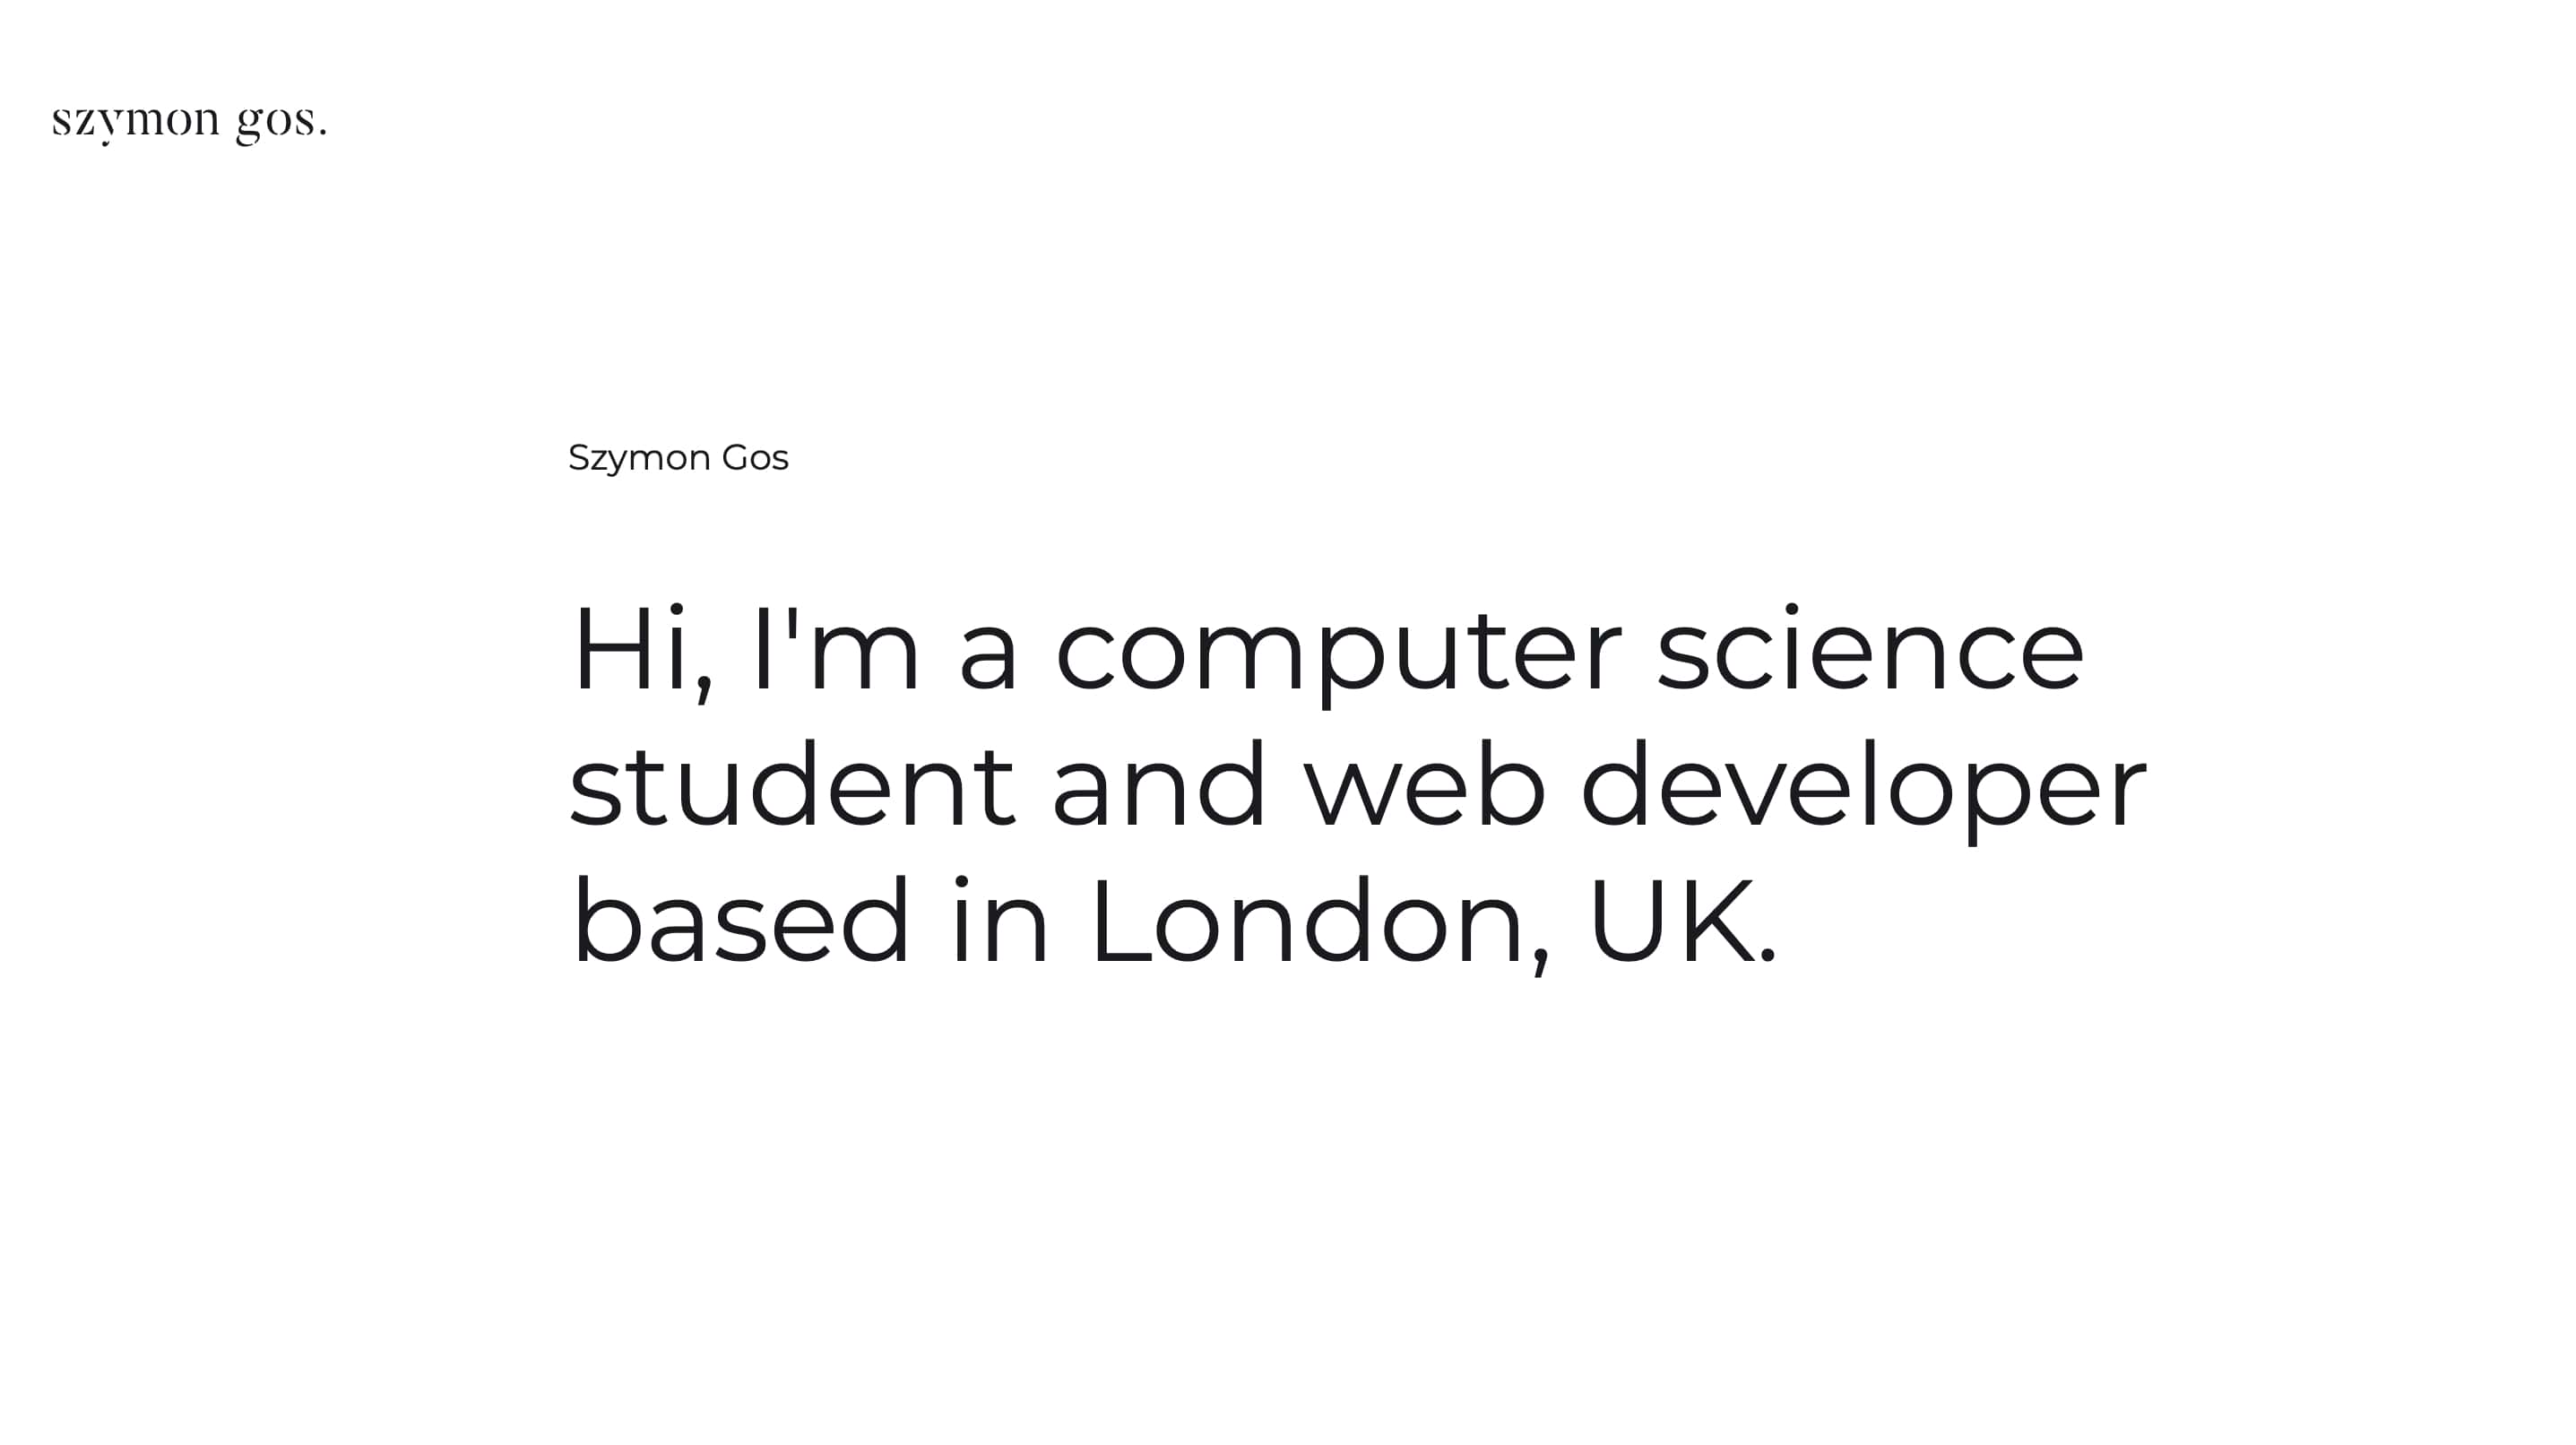 szymon gos.
Szymon Gos
Hi, I'm a computer science
student and web developer
based in London, UK.